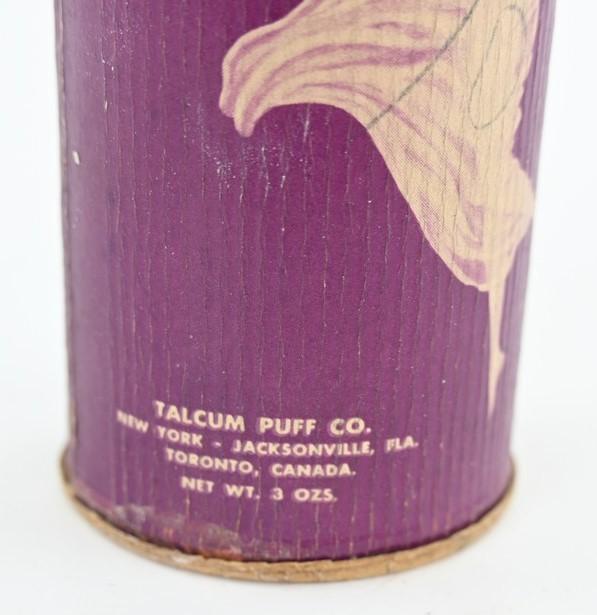 TALCUM PUFF CO.
NEW YORK - JACKSONVILLE, FLA.
TORONTO, CANADA.
NET WT. 3 OZS.